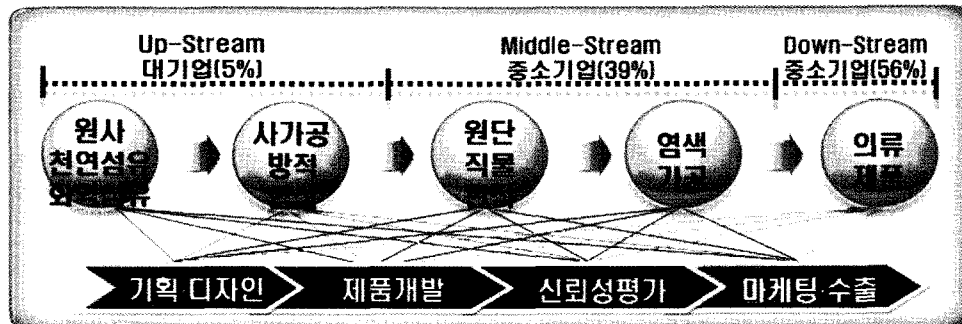 Up-Stream
대기업(5%)
Middle-Stream
중소기업(39%)
Down-Stream
중소기업(56%)
원사
천연섬유
사가공
방적
원단
직물
염색
가공
의류
제품
기획 디자인
제품개발
신뢰성평가
마케팅·수출